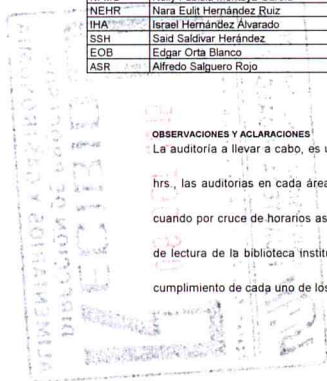 NEHR Nara Eulit Hernández Ruiz
IHA Israel Hernández Alvarado
SSH Said Saldivar Herández
EOB Edgar Orta Blanco
ASR Alfredo Salguero Rojo
OBSERVACIONES Y ACLARACIONES
La auditoría a llevar a cabo, es
hrs., las auditorias en cada área
cuando por cruce de horarios as
de lectura de la biblioteca institu
cumplimiento de cada uno de los